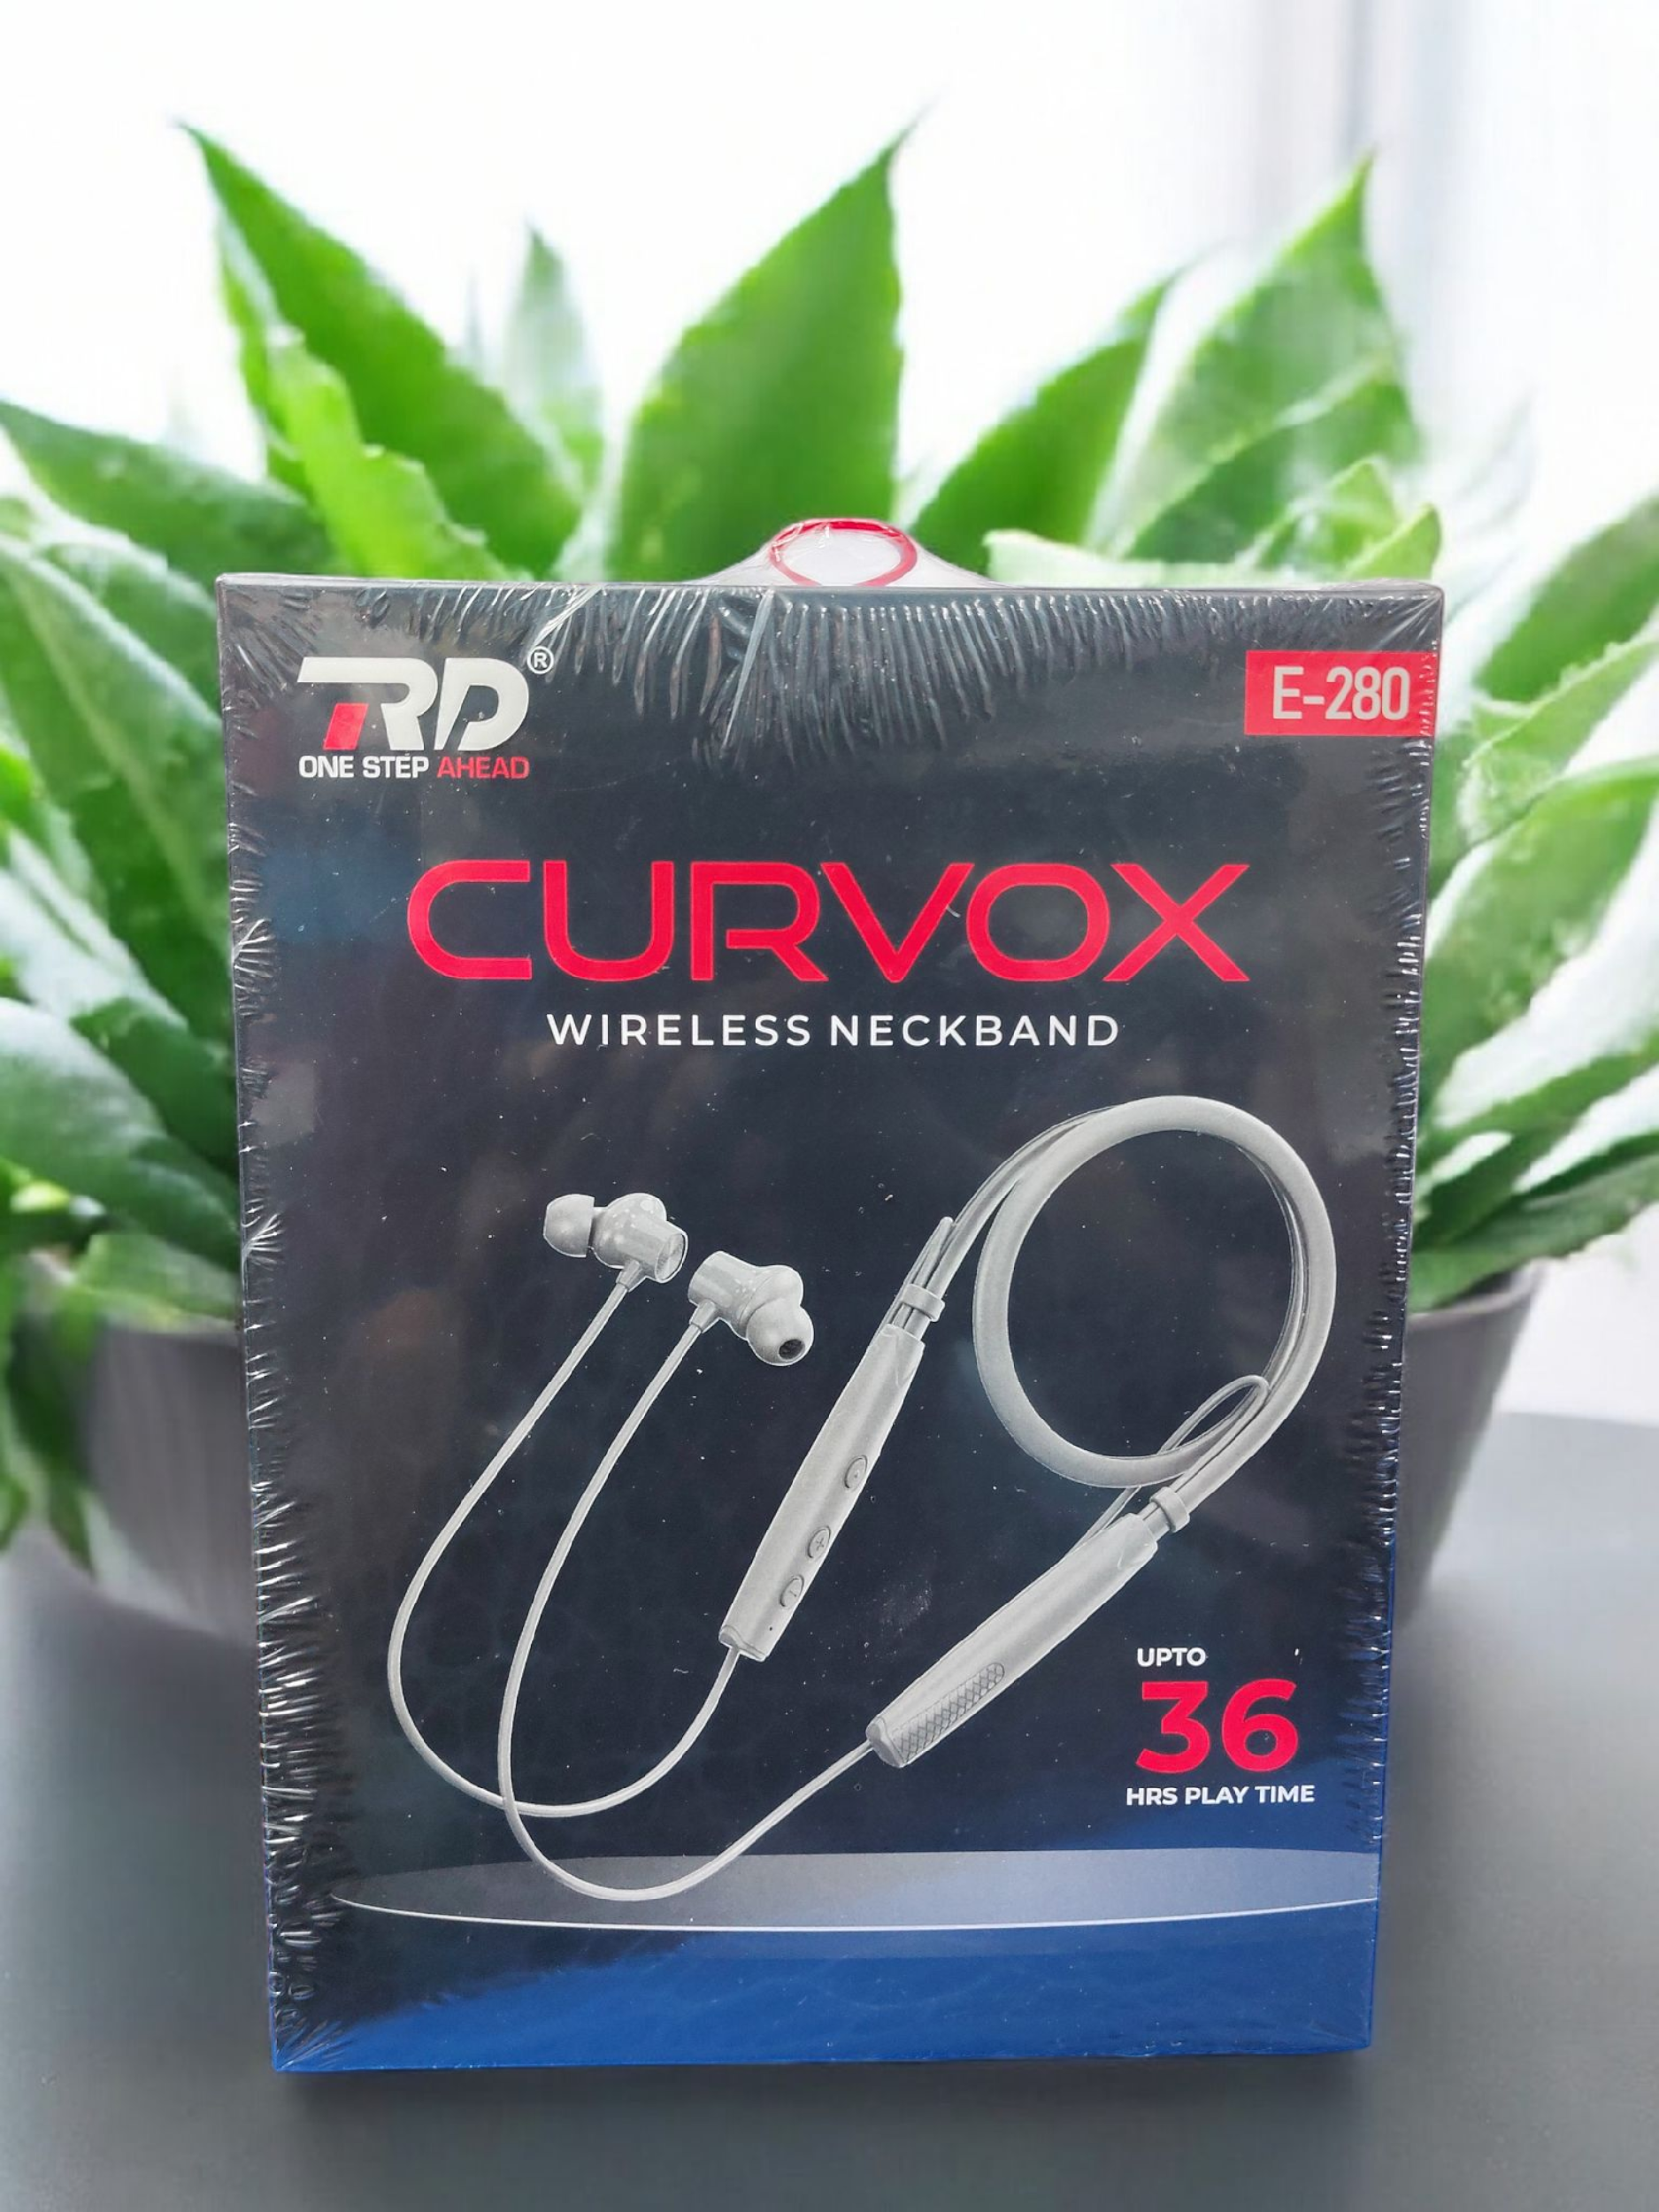 RD®
ONE STEP AHEAD
E-280
CURVOX
WIRELESS NECKBAND
UPTO
36
HRS PLAY TIME